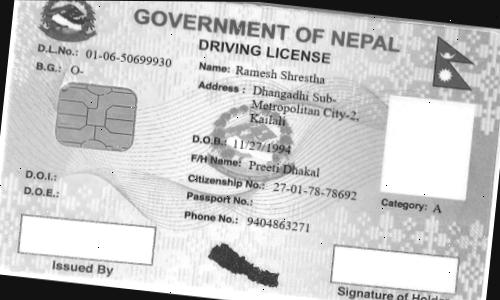 GOVERNMENT OF NEPAL
DRIVING LICENSE
D.L.No.: 01-06-50699930
B.G.: O-
Name: Ramesh Shrestha
Address : Dhangadhi Sub-
Metropolitan City-2,
Kailali
D.O.B.: 11/27/1994
F/H Name: Preeti Dhakal
Citizenship No.: 27-01-78-78692
Passport No.:
Phone No.: 9404863271
D.O.I.:
D.O.E.:
Category: A
Issued By
Signature of Holder